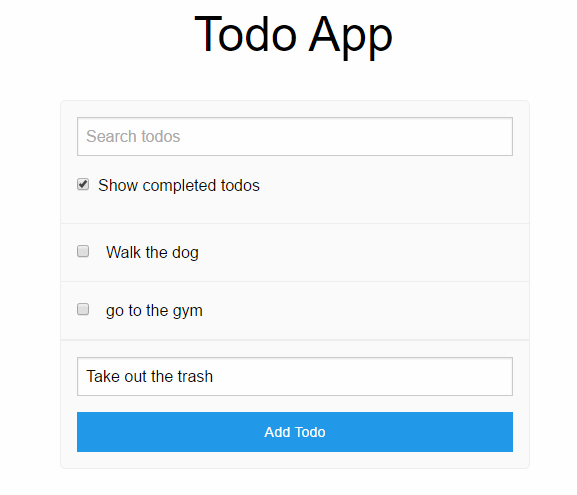 Todo App
Search todos
Show completed todos
Walk the dog
go to the gym
Take out the trash
Add Todo